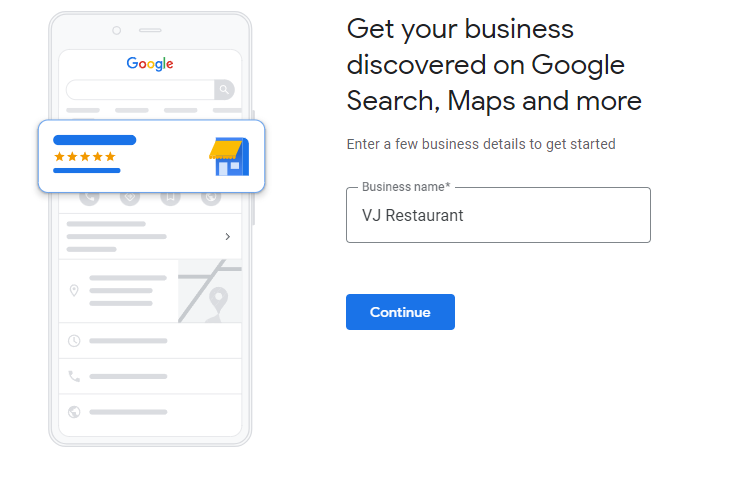 Google
Get your business
discovered on Google
Search, Maps and more
Enter a few business details to get started
Business name*
VJ Restaurant
Continue